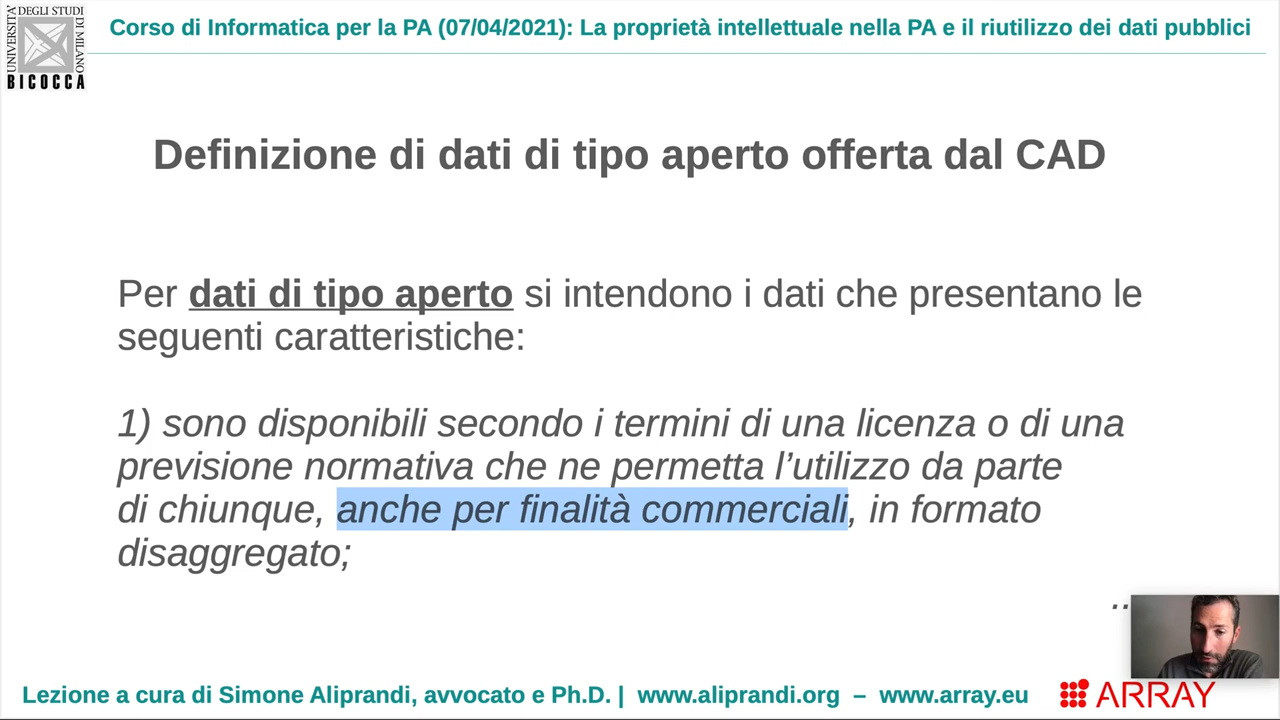 UNIVERSITA'
DEGLI STUDI
DI MILANO
BICOCCA
Corso di Informatica per la PA (07/04/2021): La proprietà intellettuale nella PA e il riutilizzo dei dati pubblici
Definizione di dati di tipo aperto offerta dal CAD
Per dati di tipo aperto si intendono i dati che presentano le
seguenti caratteristiche:
1) sono disponibili secondo i termini di una licenza o di una
previsione normativa che ne permetta l’utilizzo da parte
di chiunque, anche per finalità commerciali, in formato
disaggregato;
..
Lezione a cura di Simone Aliprandi, avvocato e Ph.D. | www.aliprandi.org – www.array.eu
ARRAY